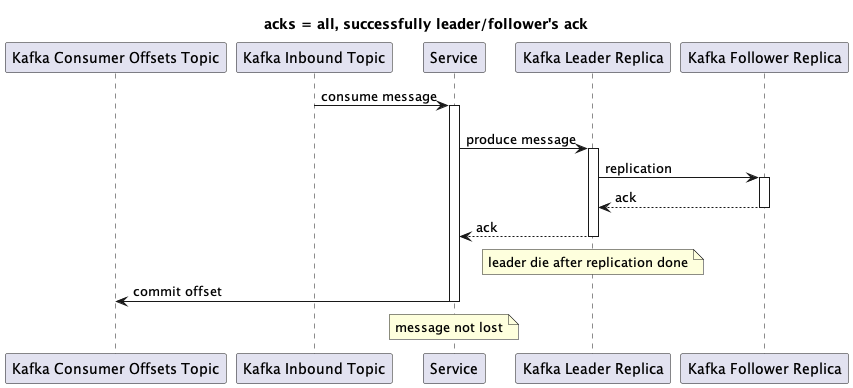 acks = all, successfully leader/follower's ack
Kafka Consumer Offsets Topic
Kafka Inbound Topic
Service
Kafka Leader Replica
Kafka Follower Replica
consume message
produce message
replication
ack
ack
leader die after replication done
commit offset
message not lost
Kafka Consumer Offsets Topic
Kafka Inbound Topic
Service
Kafka Leader Replica
Kafka Follower Replica